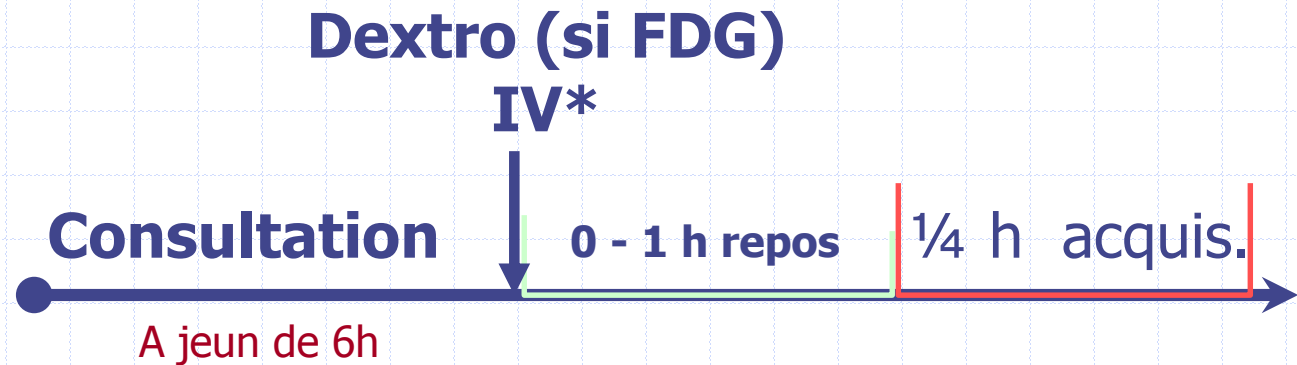 Dextro (si FDG)
IV*
Consultation 0 - 1 h repos ¼ h acquis.
A jeun de 6h